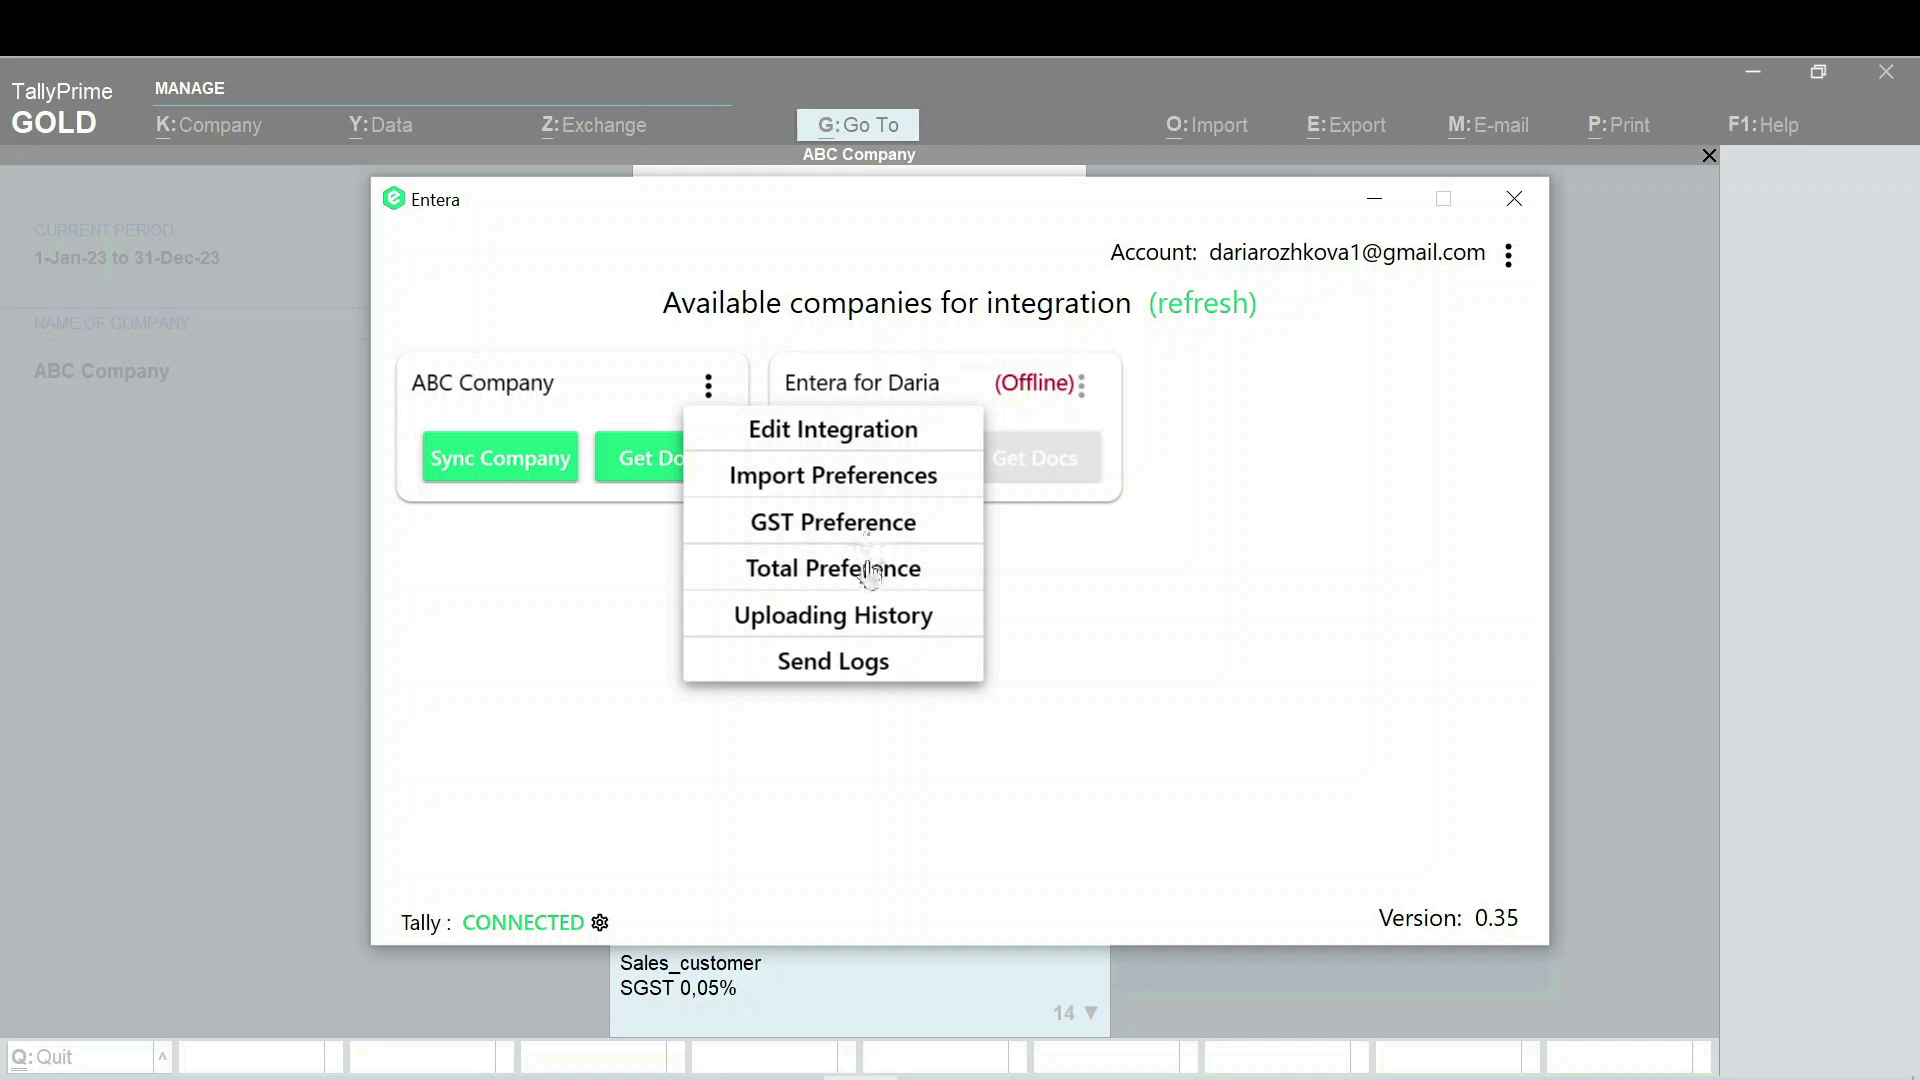 TallyPrime
GOLD
MANAGE
K: Company
Y: Data
Z: Exchange
G: Go To
O: Import
E: Export
M: E-mail
P: Print
F1: Help
ABC Company
CURRENT PERIOD
1-Jan-23 to 31-Dec-23
NAME OF COMPANY
ABC Company
Entera
Account: dariarozhkova1@gmail.com
Available companies for integration (refresh)
ABC Company
Sync Company
Get Do
Entera for Daria (Offline)
Get Docs
Edit Integration
Import Preferences
GST Preference
Total Preference
Uploading History
Send Logs
Tally : CONNECTED
Version: 0.35
Sales_customer
SGST 0,05%
14 ▼
Q: Quit